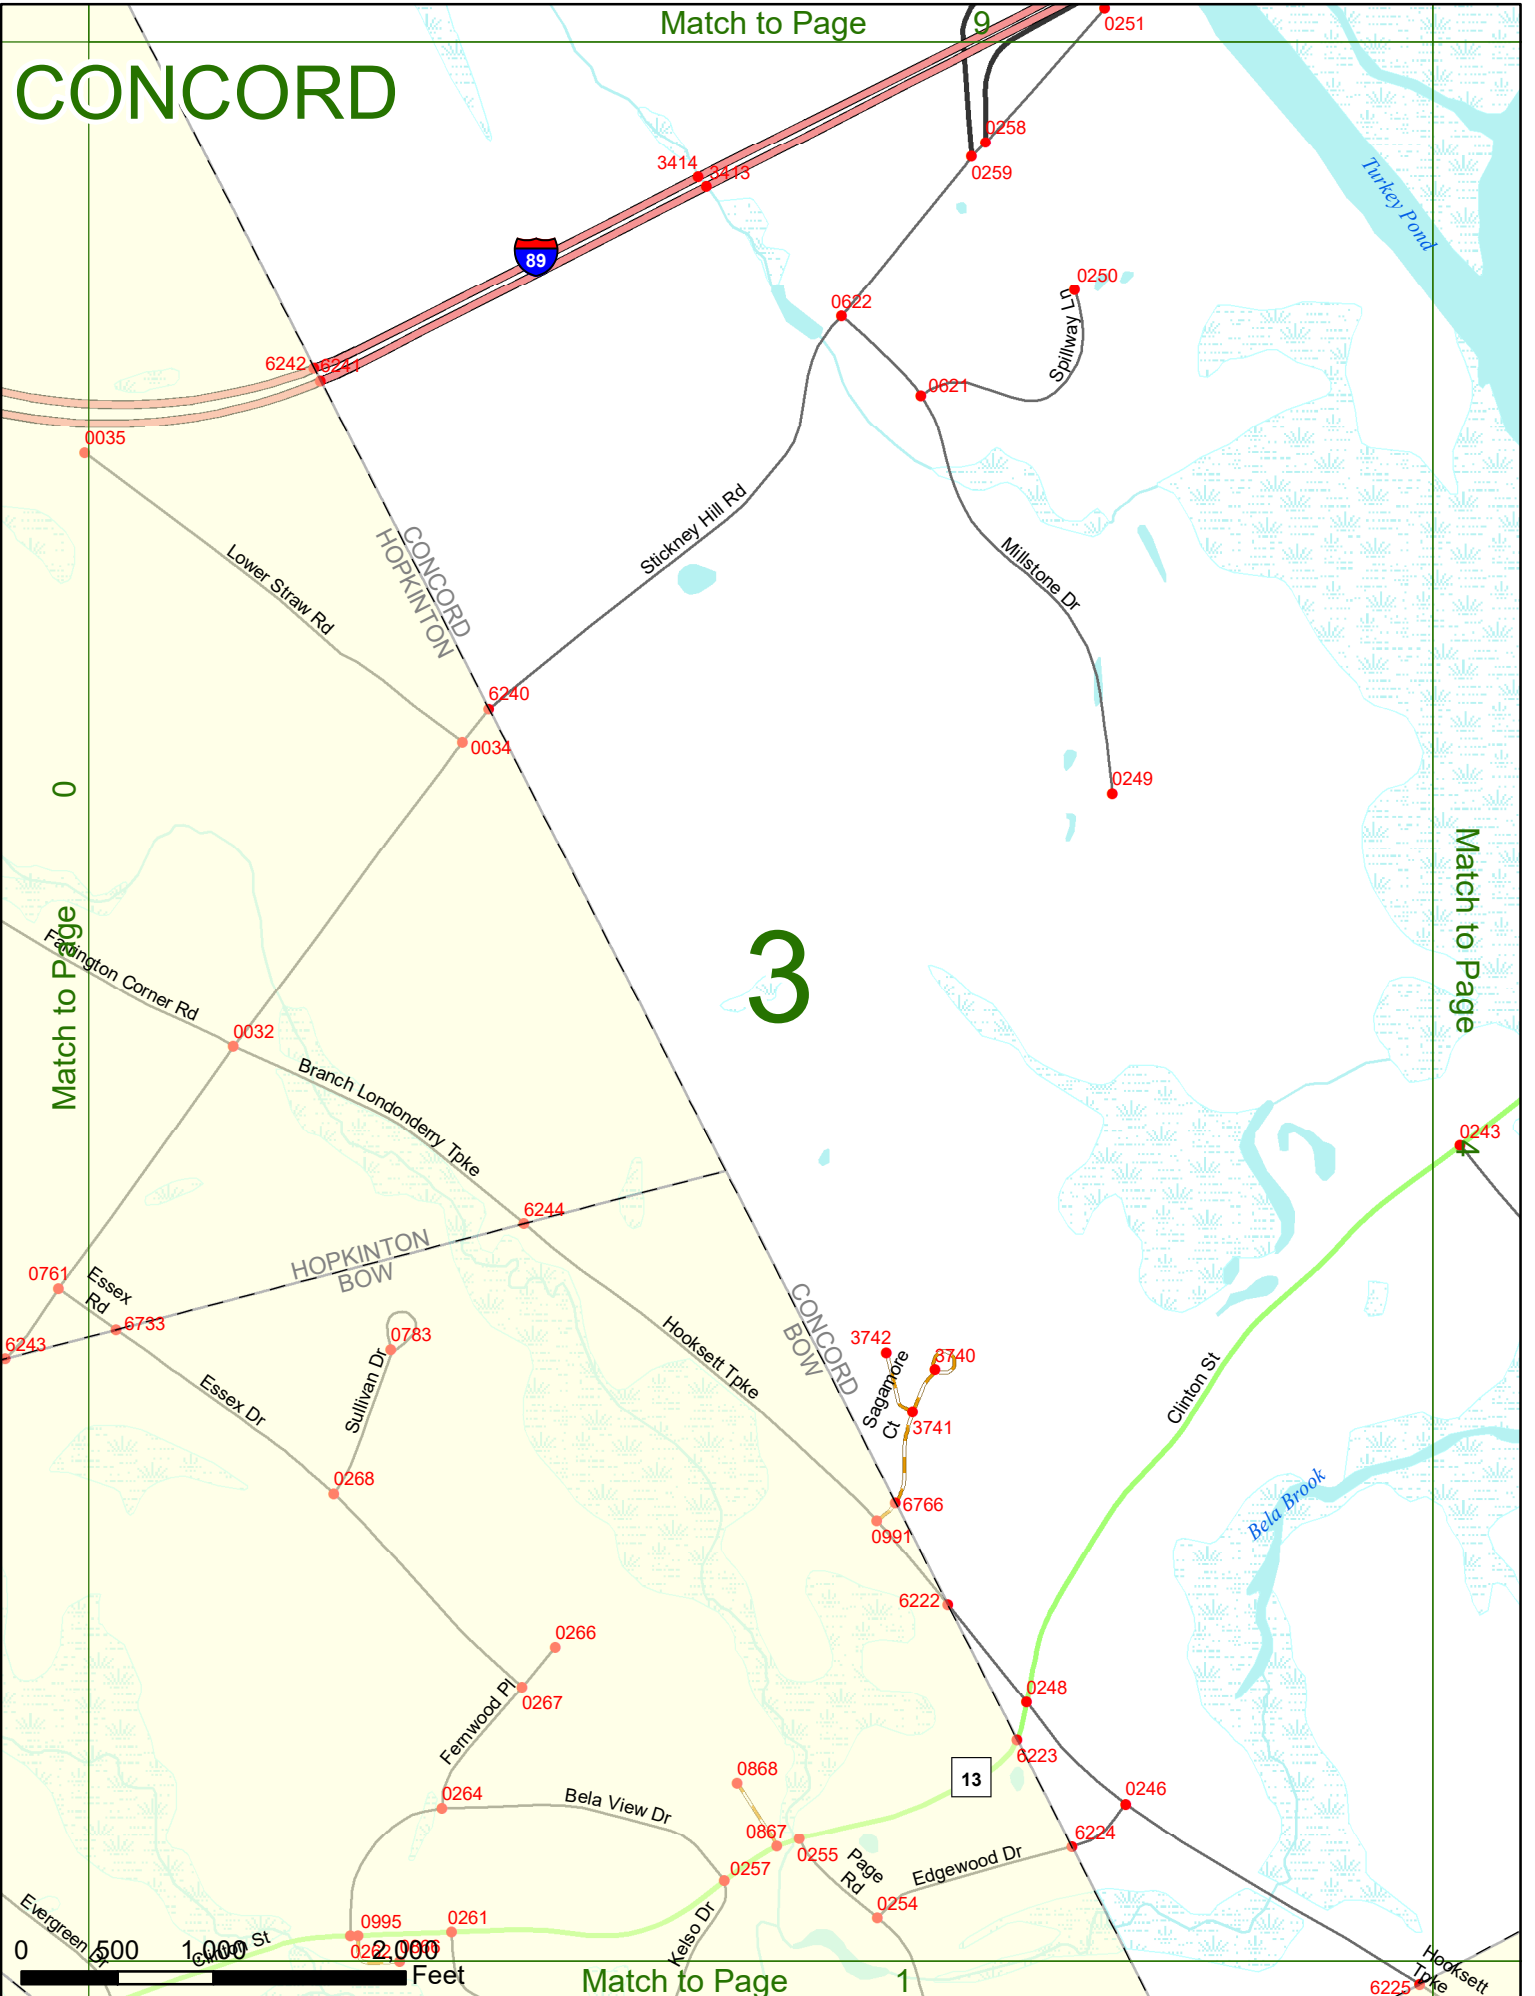 Match to Page 9
0251
CONCORD
0258
0259
3414
3413
Turkey Pond
89
0250
0622
Spillway Ln
6242
6241
0621
0035
Stickney Hill Rd
CONCORD
HOPKINTON
Lower Straw Rd
Millstone Dr
6240
0034
0249
Match to Page 0
Match to Page 4
Farrington Corner Rd
3
0032
Branch Londonderry Tpke
0243
6244
HOPKINTON
BOW
0761
Essex
Rd
6733
0783
6243
CONCORD
BOW
Hooksett Tpke
3742
3740
Sagamore
Ct
3741
Clinton St
Essex Dr
Sullivan Dr
0268
6766
0991
Bela Brook
6222
0266
0267
0248
Fernwood Pl
6223
13
0868
0246
0264
Bela View Dr
0867
0255
6224
Page
Rd
Edgewood Dr
0257
0254
Evergreen Dr
0995
0261
Kelso Dr
0262
0866
Clinton St
0 500 1,000 2,000
Feet
Match to Page 1
Hooksett
Tpke
6225